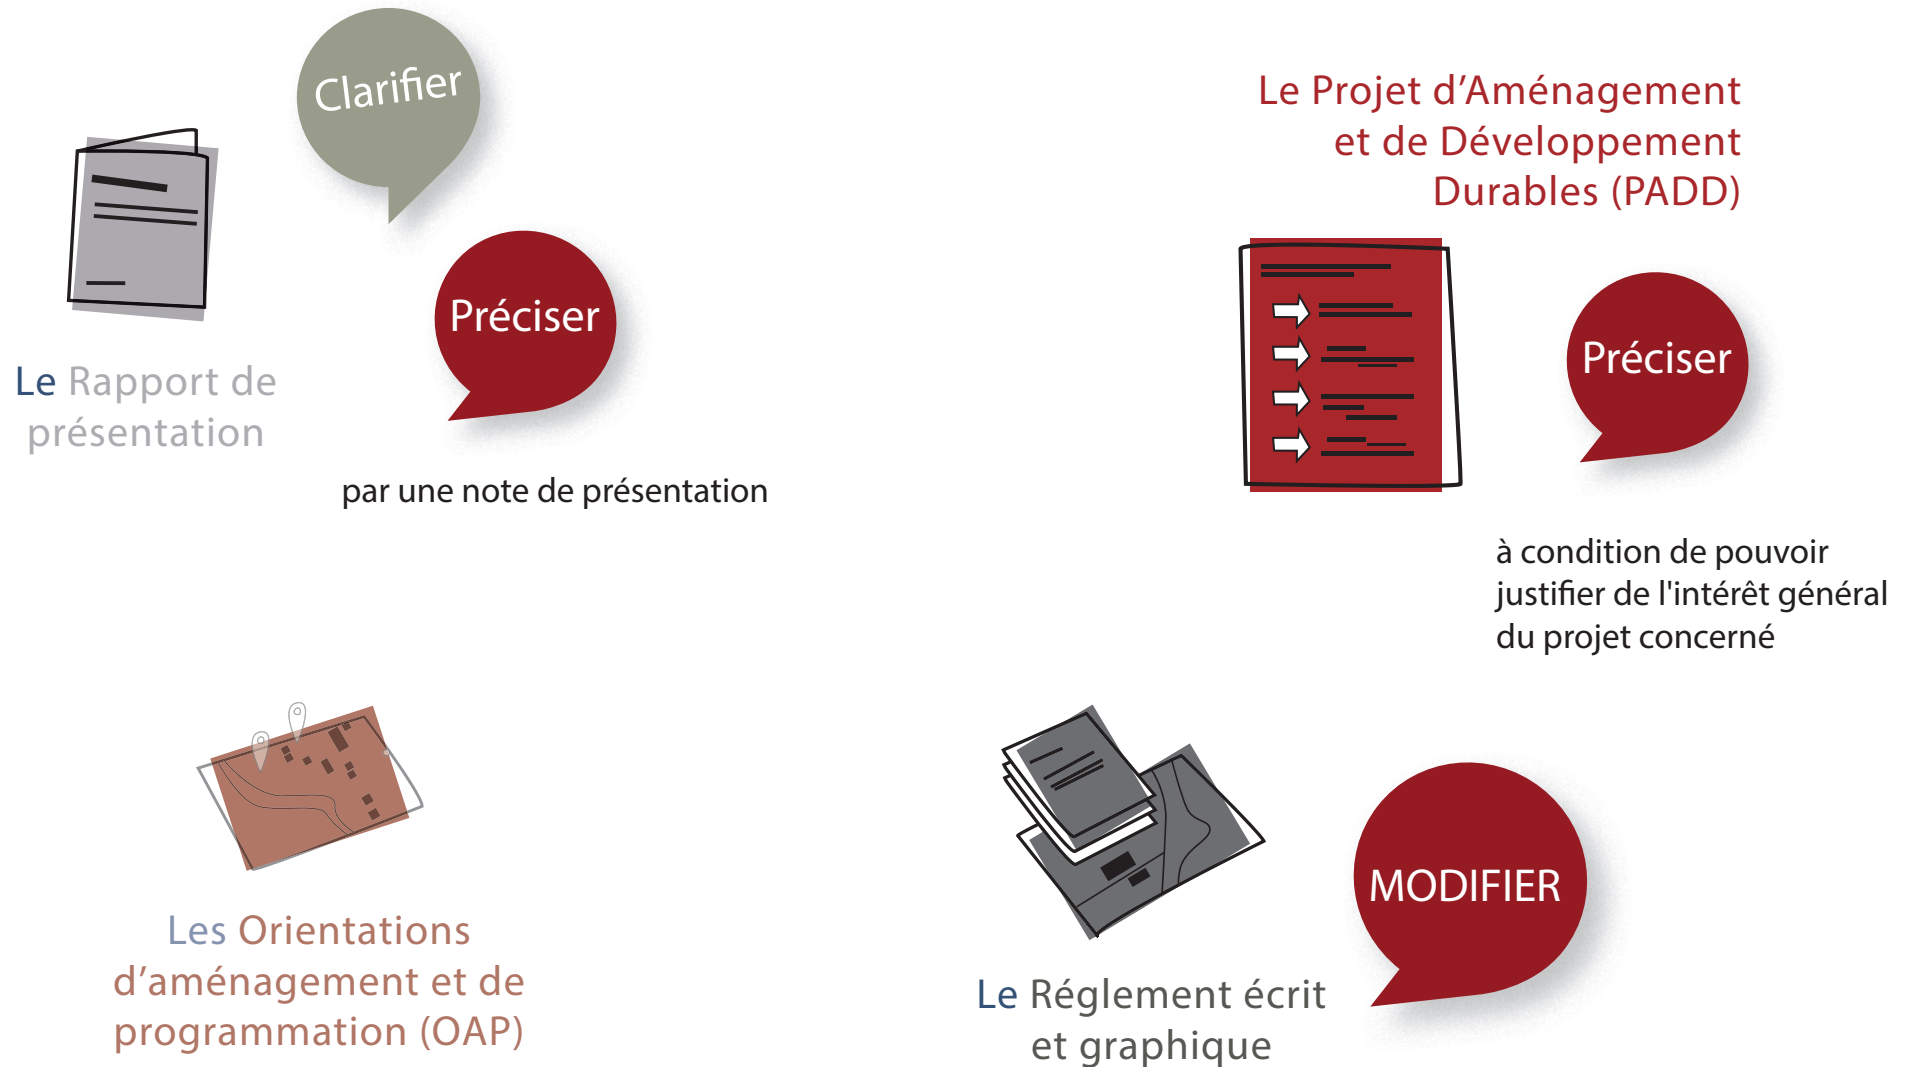 Clarifier
Préciser
Le Rapport de
présentation
par une note de présentation
Le Projet d’Aménagement
et de Développement
Durables (PADD)
Préciser
à condition de pouvoir
justifier de l'intérêt général
du projet concerné
Les Orientations
d’aménagement et de
programmation (OAP)
MODIFIER
Le Réglement écrit
et graphique